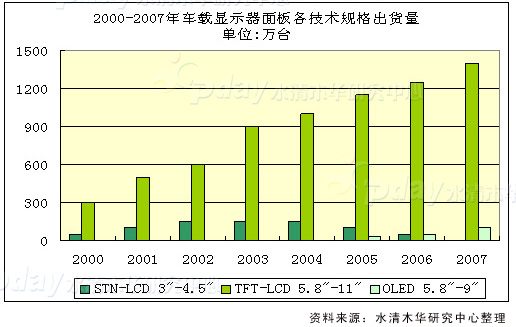 2000-2007年车载显示器面板各技术规格出货量
单位:万台
1500
1200
900
600
300
0
2000 2001 2002 2003 2004 2005 2006 2007
STN-LCD 3″-4.5″ TFT-LCD 5.8″-11″ OLED 5.8″-9″
资料来源：水清木华研究中心整理